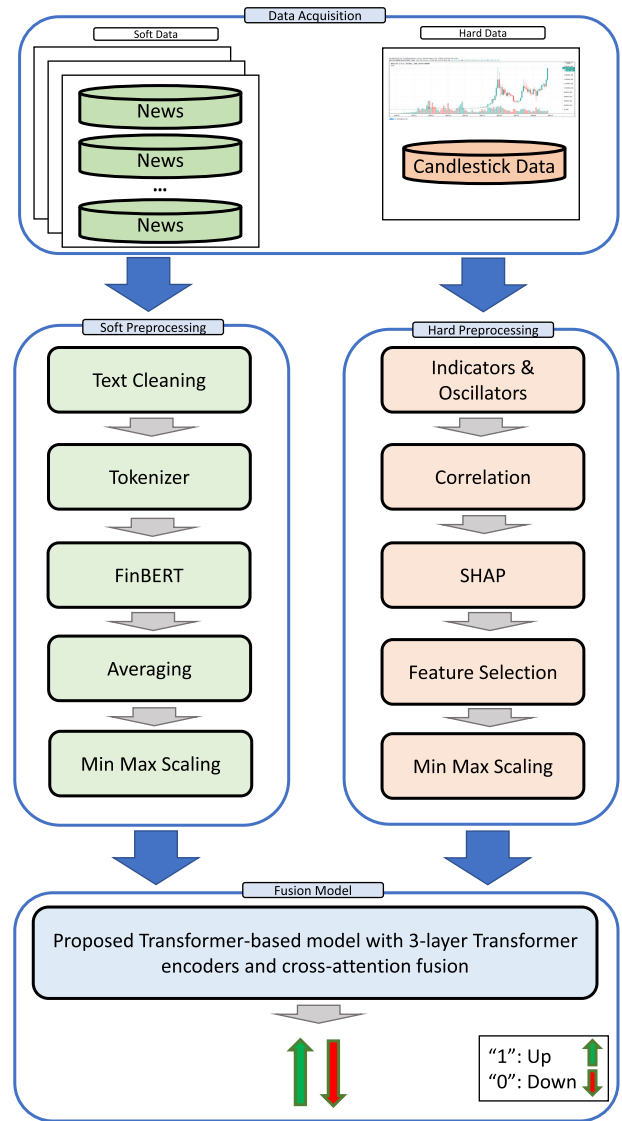 Data Acquisition
Soft Data
Hard Data
News
News
...
News
Candlestick Data
Soft Preprocessing
Text Cleaning
Tokenizer
FinBERT
Averaging
Min Max Scaling
Hard Preprocessing
Indicators &
Oscillators
Correlation
SHAP
Feature Selection
Min Max Scaling
Fusion Model
Proposed Transformer-based model with 3-layer Transformer
encoders and cross-attention fusion
“1”: Up
“0”: Down